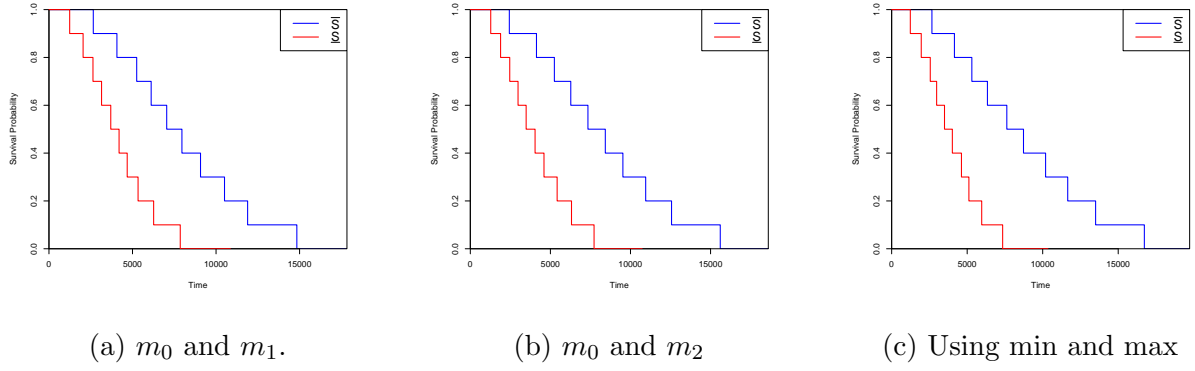 1.0
0.8
0.6
0.4
0.2
0.0
Survival Probability
0 5000 10000 15000
Time
S
S
(a) m₀ and m₁.
1.0
0.8
0.6
0.4
0.2
0.0
Survival Probability
0 5000 10000 15000
Time
S
S
(b) m₀ and m₂
1.0
0.8
0.6
0.4
0.2
0.0
Survival Probability
0 5000 10000 15000
Time
S
S
(c) Using min and max